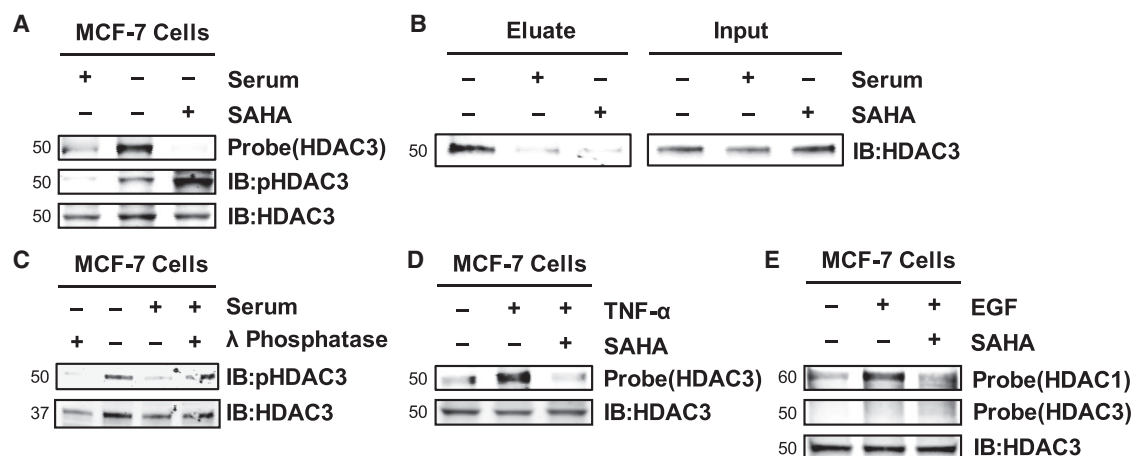 A
MCF-7 Cells
+ – – Serum
– – + SAHA
50 Probe(HDAC3)
50 IB:pHDAC3
50 IB:HDAC3
B
Eluate Input
– + – – + – Serum
– – + – – + SAHA
50 IB:HDAC3
C
MCF-7 Cells
– – + + Serum
+ – – + λ Phosphatase
50 IB:pHDAC3
37 IB:HDAC3
D
MCF-7 Cells
– + + TNF-α
– – + SAHA
50 Probe(HDAC3)
50 IB:HDAC3
E
MCF-7 Cells
– + + EGF
– – + SAHA
60 Probe(HDAC1)
50 Probe(HDAC3)
50 IB:HDAC3